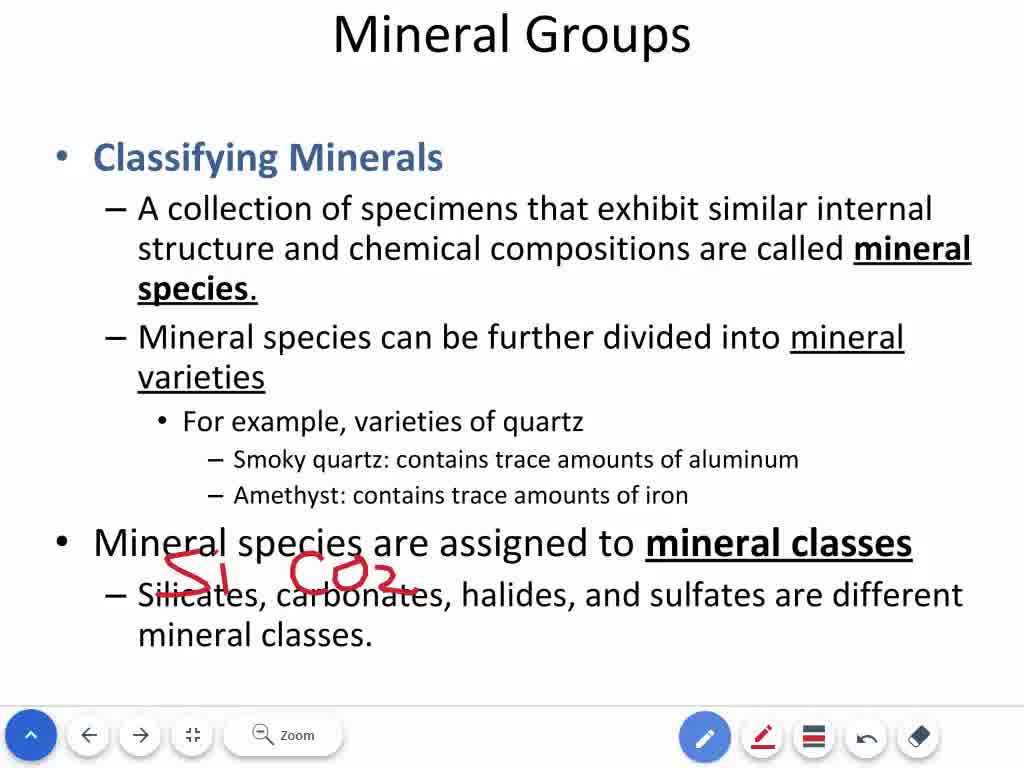 Mineral Groups
• Classifying Minerals
– A collection of specimens that exhibit similar internal
structure and chemical compositions are called mineral
species.
– Mineral species can be further divided into mineral
varieties
• For example, varieties of quartz
– Smoky quartz: contains trace amounts of aluminum
– Amethyst: contains trace amounts of iron
• Mineral species are assigned to mineral classes
Si CO2
– Silicates, carbonates, halides, and sulfates are different
mineral classes.
Zoom